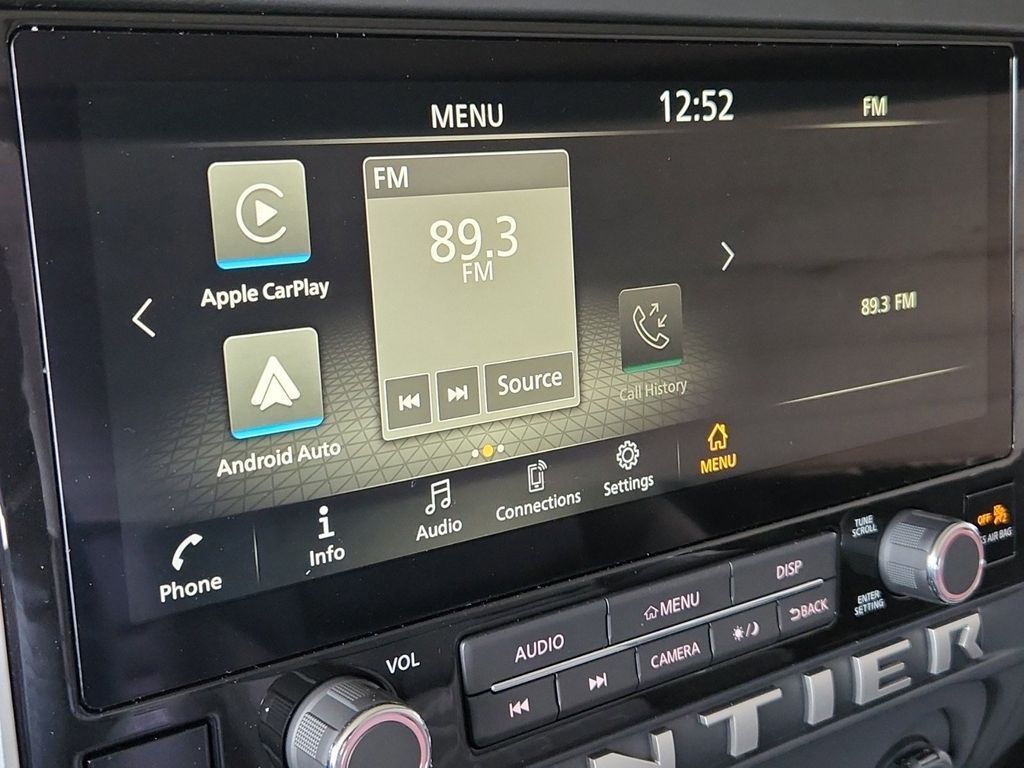 MENU
12:52
FM
FM
89.3
FM
Source
Apple CarPlay
Android Auto
Call History
89.3 FM
Phone
Info
Audio
Connections
Settings
MENU
VOL
AUDIO
MENU
DISP
CAMERA
BACK
TUNE
SCROLL
ENTER
SETTING
OFF
AIR BAG
NTIER